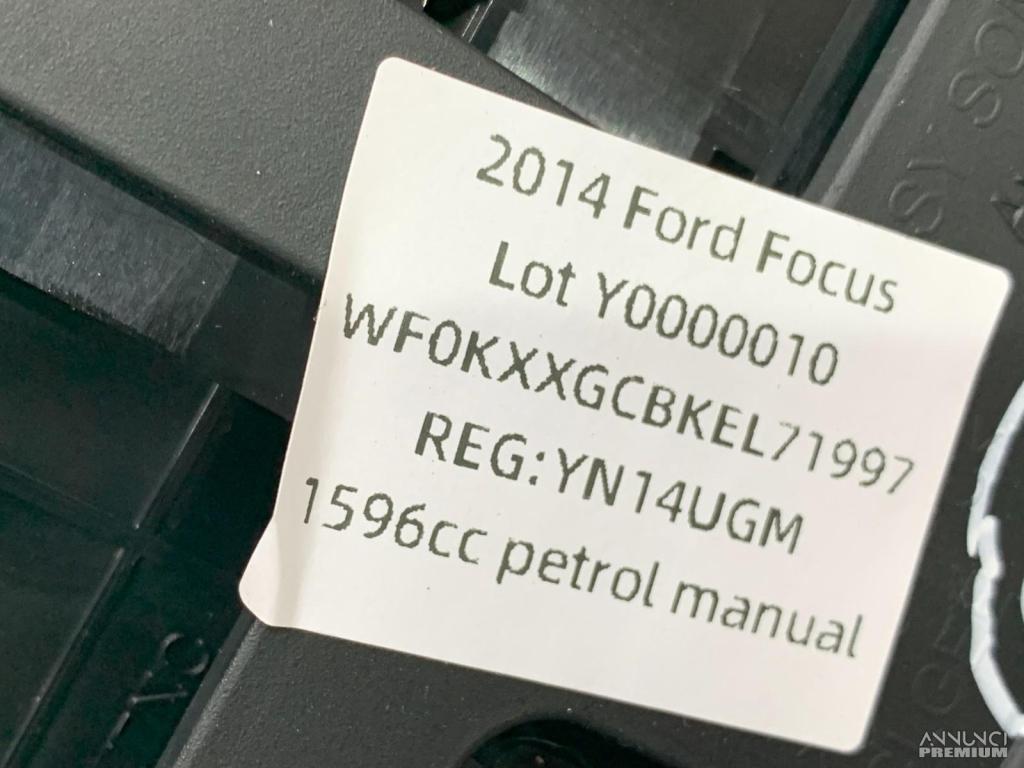 2014 Ford Focus
Lot Y0000010
WF0KXXGCBKEL71997
REG:YN14UGM
1596cc petrol manual
ANNUNCI
PREMIUM